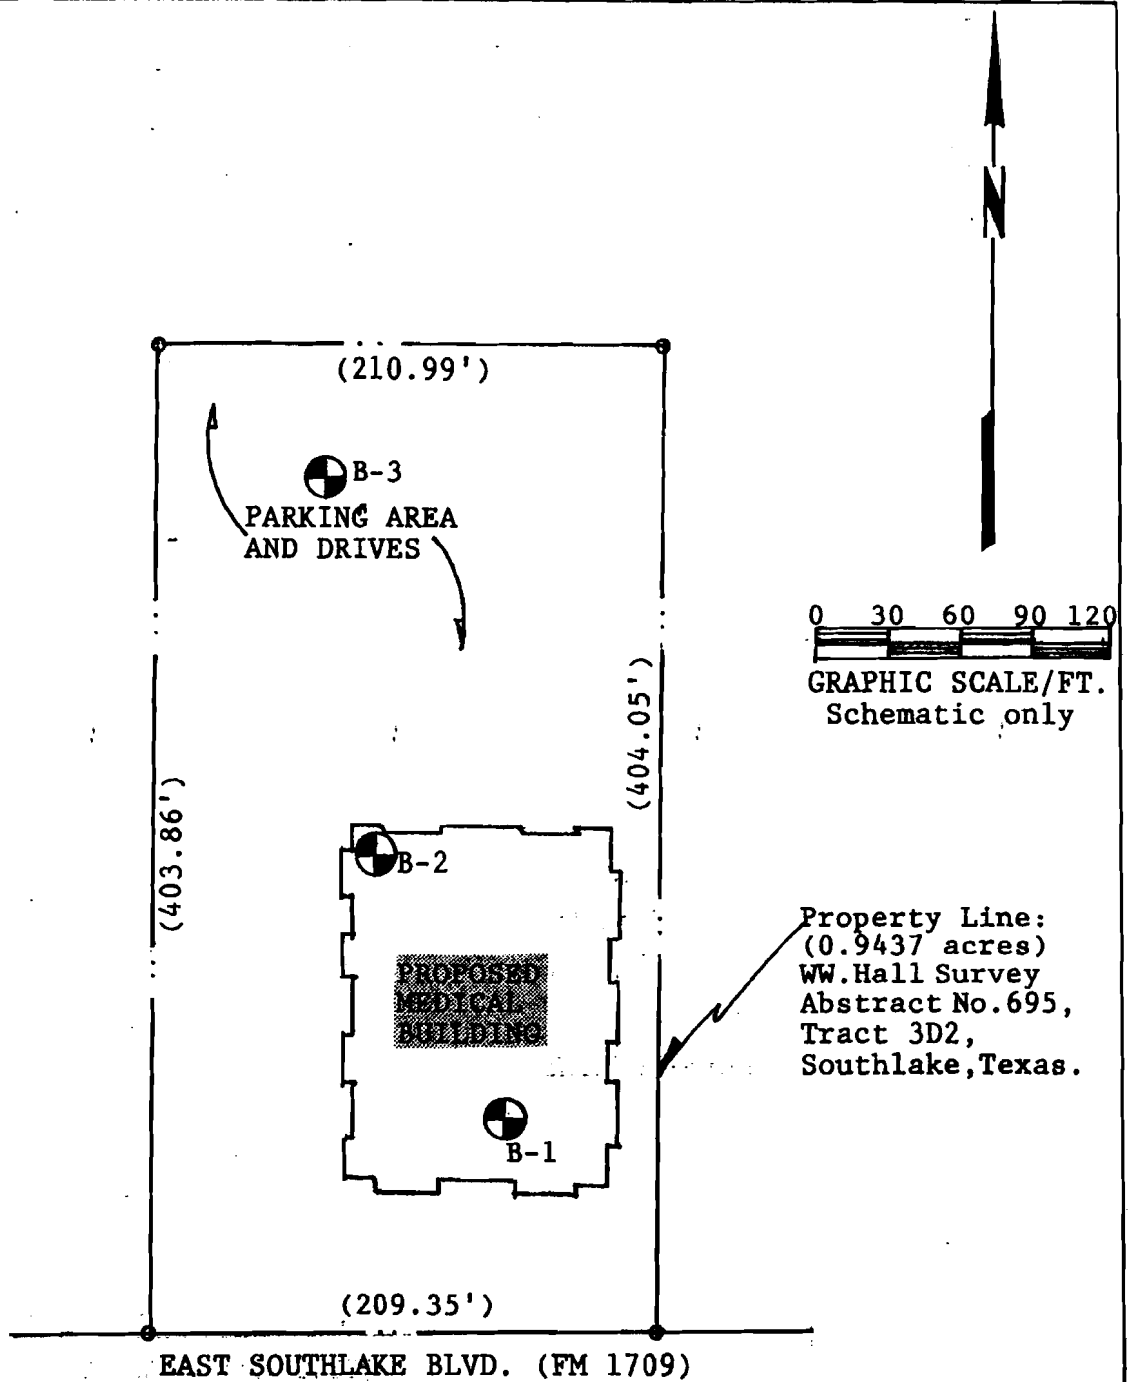 N
(210.99')
B-3
PARKING AREA
AND DRIVES
0 30 60 90 120
GRAPHIC SCALE/FT.
Schematic only
(404.05')
(403.86')
B-2
Property Line:
(0.9437 acres)
WW.Hall Survey
Abstract No.695,
Tract 3D2,
Southlake,Texas.
PROPOSED
MEDICAL
BUILDING
B-1
(209.35')
EAST SOUTHLAKE BLVD. (FM 1709)